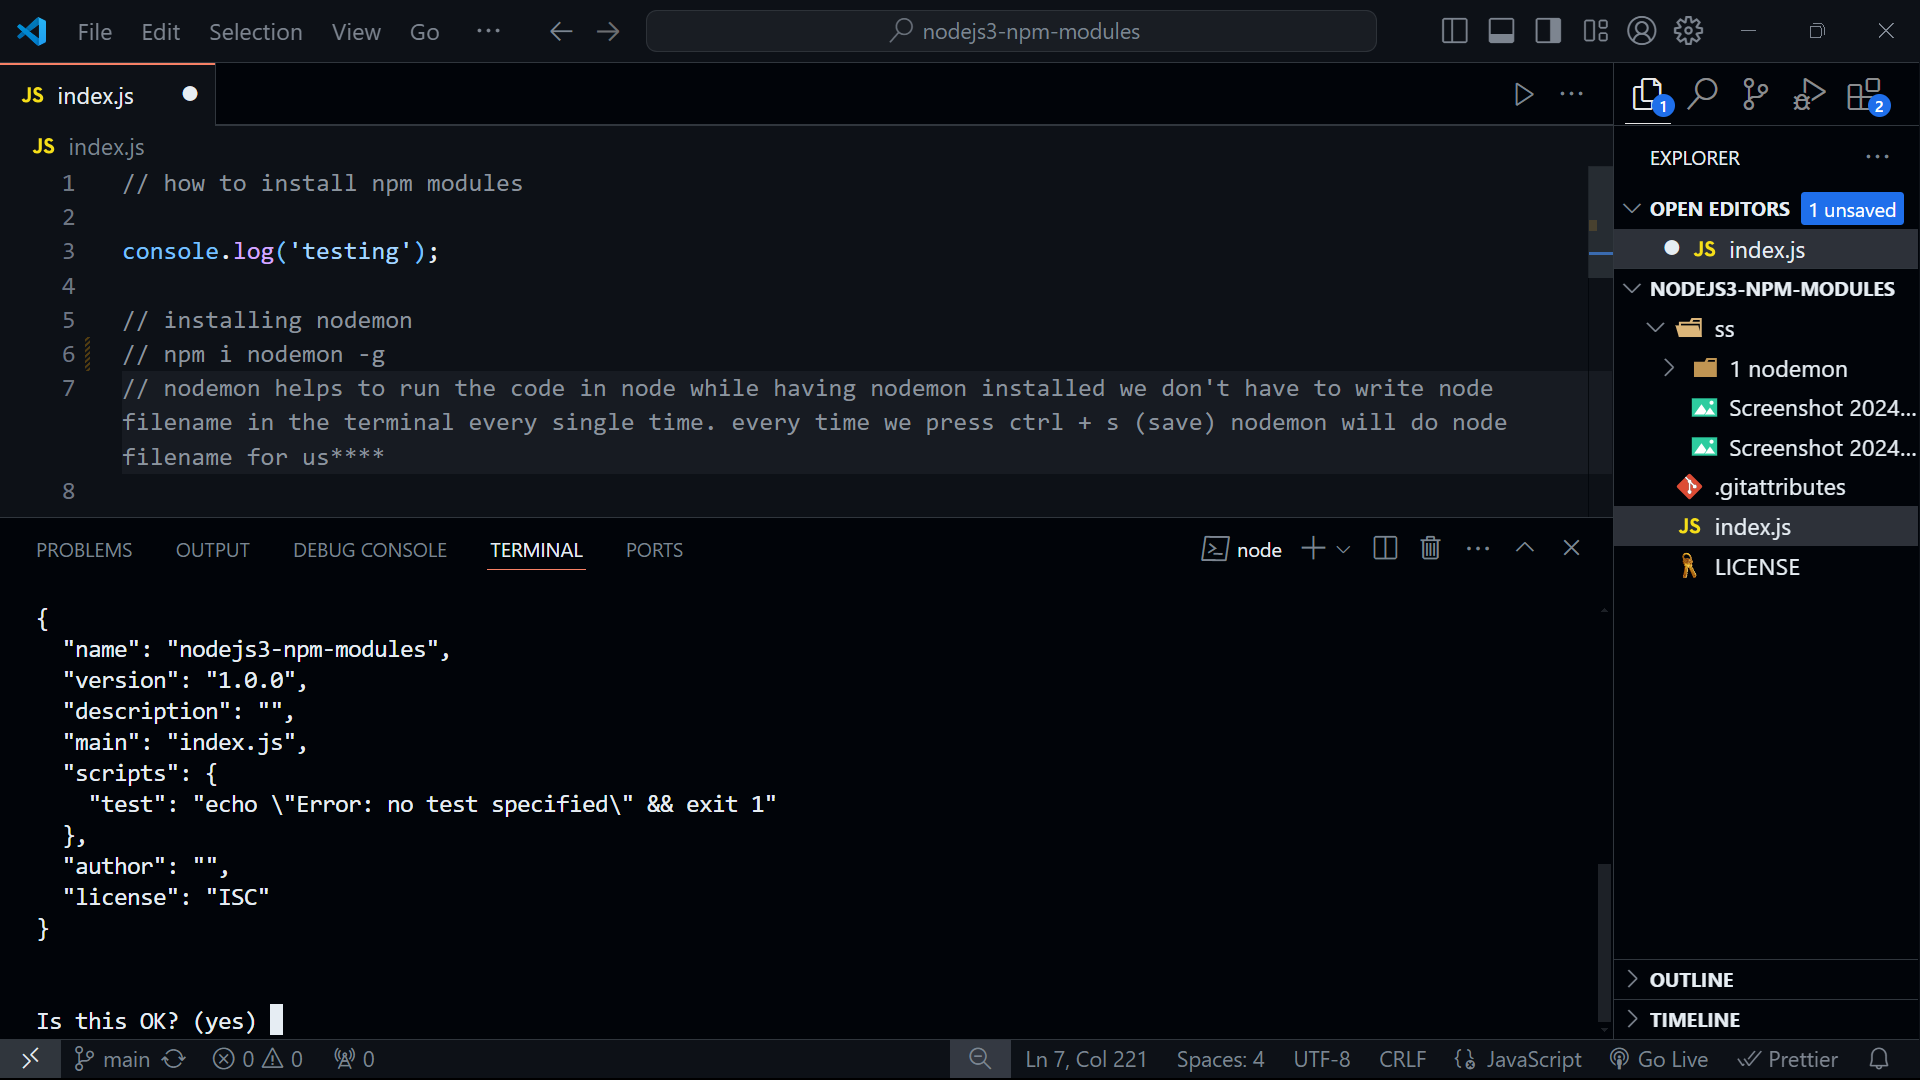 File Edit Selection View Go ··· nodejs3-npm-modules
JS index.js
JS index.js
1 // how to install npm modules
2
3 console.log('testing');
4
5 // installing nodemon
6 // npm i nodemon -g
7 // nodemon helps to run the code in node while having nodemon installed we don't have to write node
filename in the terminal every single time. every time we press ctrl + s (save) nodemon will do node
filename for us****
8
PROBLEMS OUTPUT DEBUG CONSOLE TERMINAL PORTS
node
{
"name": "nodejs3-npm-modules",
"version": "1.0.0",
"description": "",
"main": "index.js",
"scripts": {
"test": "echo \"Error: no test specified\" && exit 1"
},
"author": "",
"license": "ISC"
}
Is this OK? (yes)
1 2
EXPLORER
OPEN EDITORS 1 unsaved
JS index.js
NODEJS3-NPM-MODULES
ss
1 nodemon
Screenshot 2024...
Screenshot 2024...
.gitattributes
JS index.js
LICENSE
OUTLINE
TIMELINE
main 0 0 0 Ln 7, Col 221 Spaces: 4 UTF-8 CRLF {} JavaScript Go Live Prettier